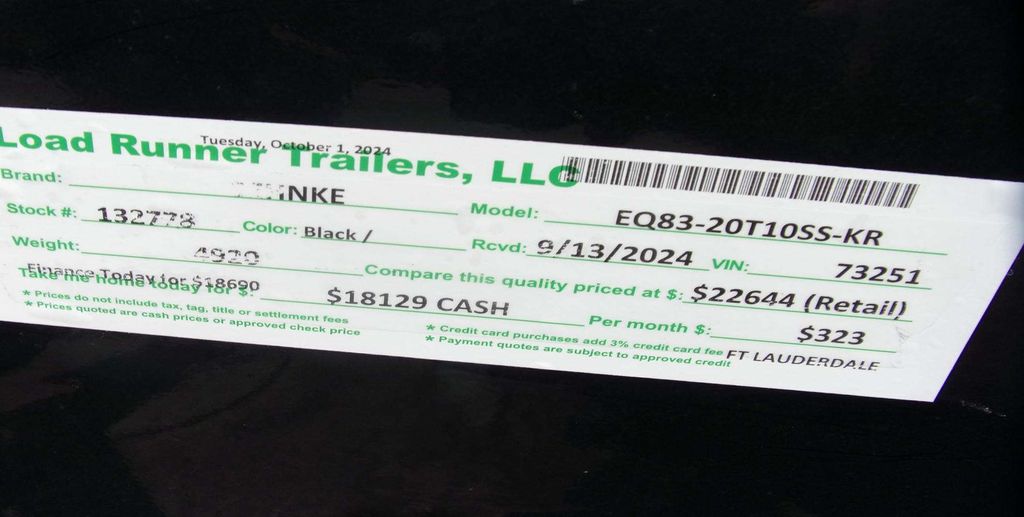 Tuesday, October 1, 2024
Load Runner Trailers, LLC
Brand: INKE
Model: EQ83-20T10SS-KR
Stock #: 132778 Color: Black / Rcvd: 9/13/2024 VIN: 73251
Weight: 4920 Compare this quality priced at $: $22644 (Retail)
Finance Today for $18690
Take me home today for $: $18129 CASH Per month $: $323
* Prices do not include tax, tag, title or settlement fees
* Prices quoted are cash prices or approved check price
* Credit card purchases add 3% credit card fee
* Payment quotes are subject to approved credit
FT LAUDERDALE